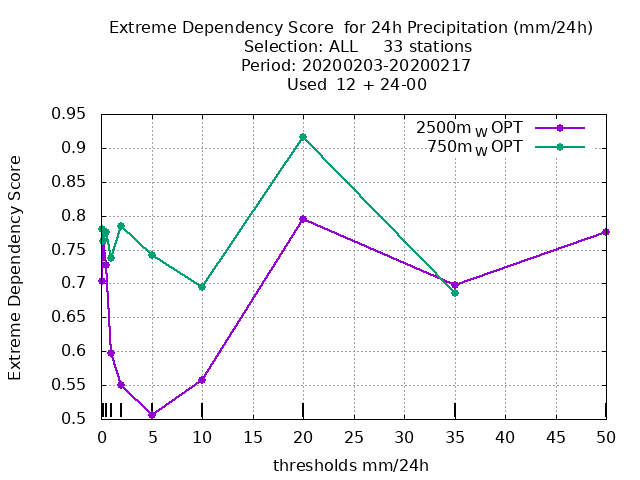 Extreme Dependency Score  for 24h Precipitation (mm/24h)
Selection: ALL     33 stations
Period: 20200203-20200217
Used  12 + 24-00
2500m_W OPT
750m_W OPT
Extreme Dependency Score
0.95
0.9
0.85
0.8
0.75
0.7
0.65
0.6
0.55
0.5
0 5 10 15 20 25 30 35 40 45 50
thresholds mm/24h